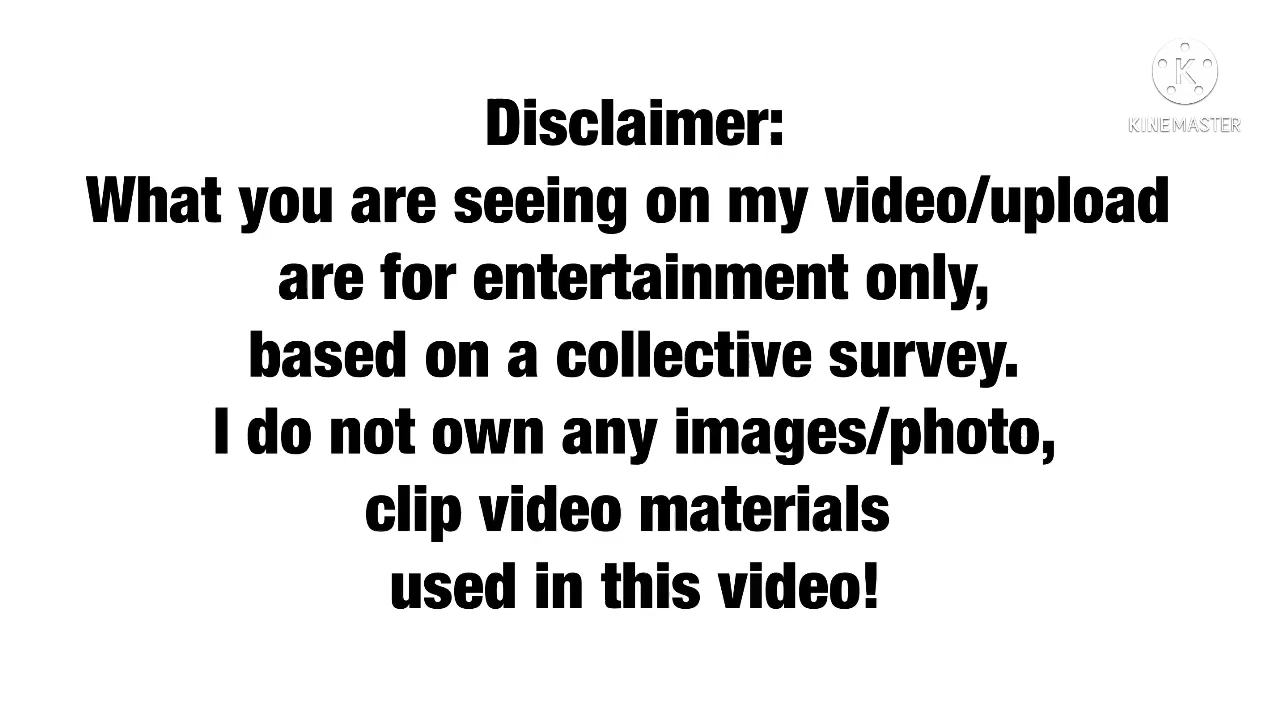 K
KINEMASTER
Disclaimer:
What you are seeing on my video/upload
are for entertainment only,
based on a collective survey.
I do not own any images/photo,
clip video materials
used in this video!